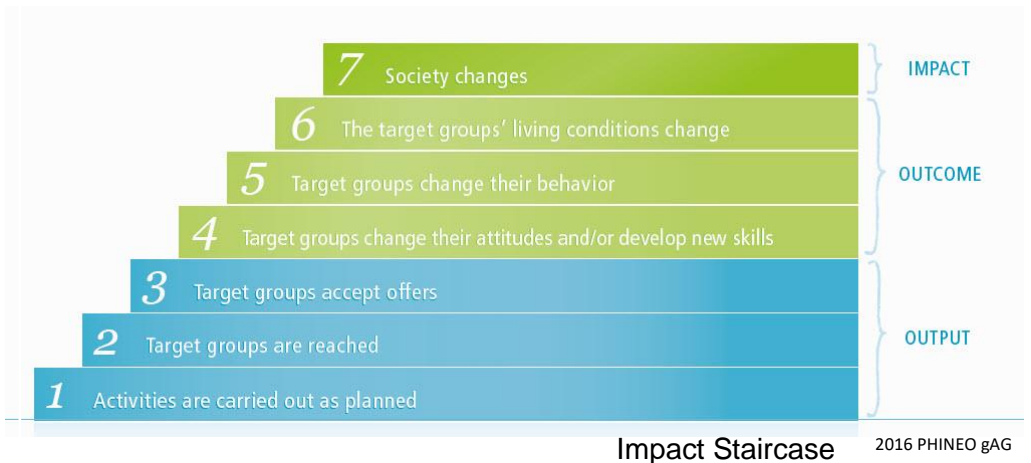 7 Society changes
IMPACT
6 The target groups' living conditions change
5 Target groups change their behavior
OUTCOME
4 Target groups change their attitudes and/or develop new skills
3 Target groups accept offers
2 Target groups are reached
OUTPUT
1 Activities are carried out as planned
Impact Staircase
2016 PHINEO gAG